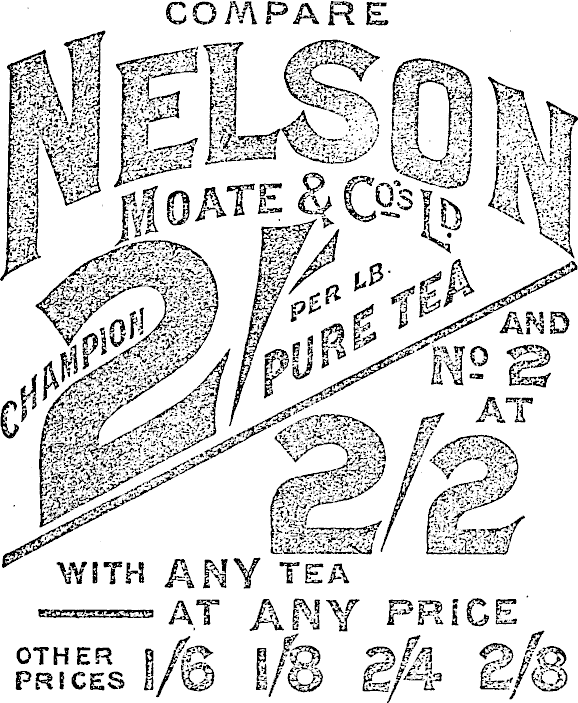 COMPARE
NELSON
MOATE & Co's LD.
CHAMPION 2/- PER LB.
PURE TEA
AND
No 2
AT
2/2
WITH ANY TEA
AT ANY PRICE
OTHER PRICES 1/6 1/8 2/4 2/8